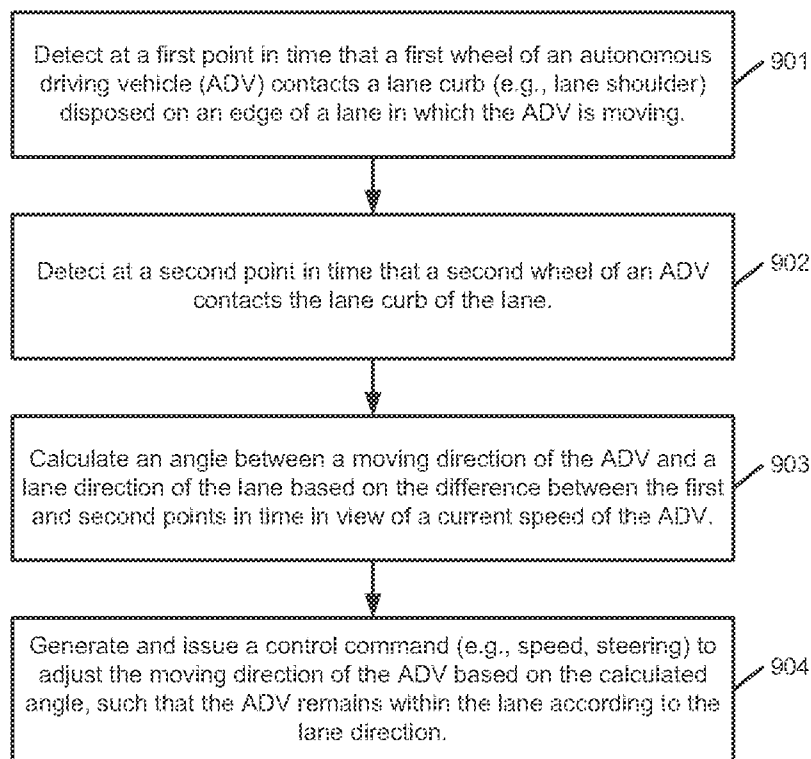 Detect at a first point in time that a first wheel of an autonomous
driving vehicle (ADV) contacts a lane curb (e.g., lane shoulder)
disposed on an edge of a lane in which the ADV is moving.
901
Detect at a second point in time that a second wheel of an ADV
contacts the lane curb of the lane.
902
Calculate an angle between a moving direction of the ADV and a
lane direction of the lane based on the difference between the first
and second points in time in view of a current speed of the ADV.
903
Generate and issue a control command (e.g., speed, steering) to
adjust the moving direction of the ADV based on the calculated
angle, such that the ADV remains within the lane according to the
lane direction.
904